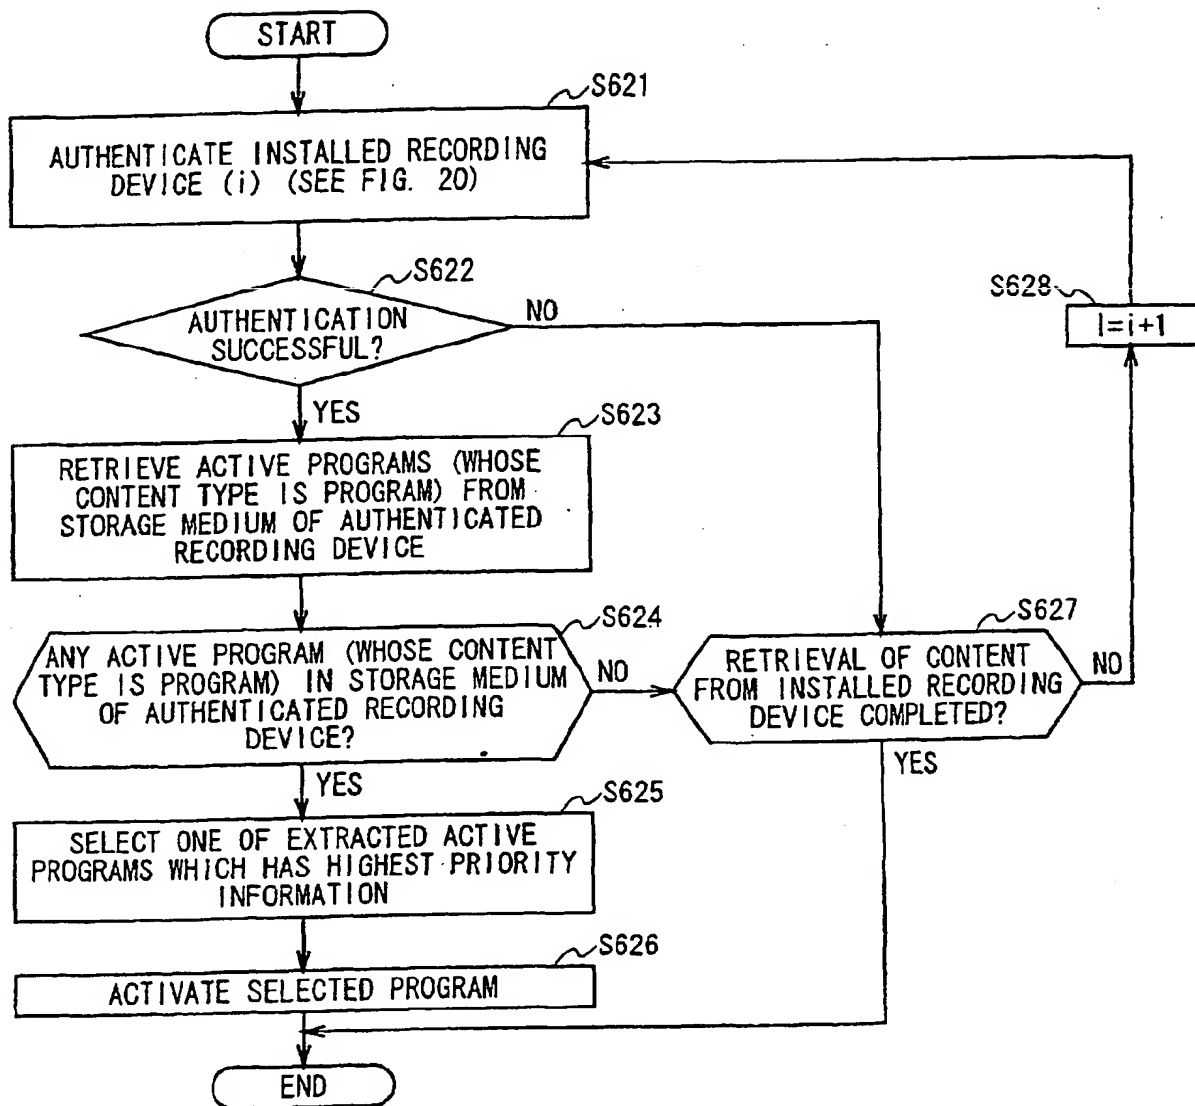 START
S621
AUTHENTICATE INSTALLED RECORDING
DEVICE (i) (SEE FIG. 20)
S622
AUTHENTICATION
SUCCESSFUL?
NO
YES
S628
I=i+1
S623
RETRIEVE ACTIVE PROGRAMS (WHOSE
CONTENT TYPE IS PROGRAM) FROM
STORAGE MEDIUM OF AUTHENTICATED
RECORDING DEVICE
S624
ANY ACTIVE PROGRAM (WHOSE CONTENT
TYPE IS PROGRAM) IN STORAGE MEDIUM
OF AUTHENTICATED RECORDING
DEVICE?
NO
YES
S627
RETRIEVAL OF CONTENT
FROM INSTALLED RECORDING
DEVICE COMPLETED?
NO
YES
S625
SELECT ONE OF EXTRACTED ACTIVE
PROGRAMS WHICH HAS HIGHEST PRIORITY
INFORMATION
S626
ACTIVATE SELECTED PROGRAM
END